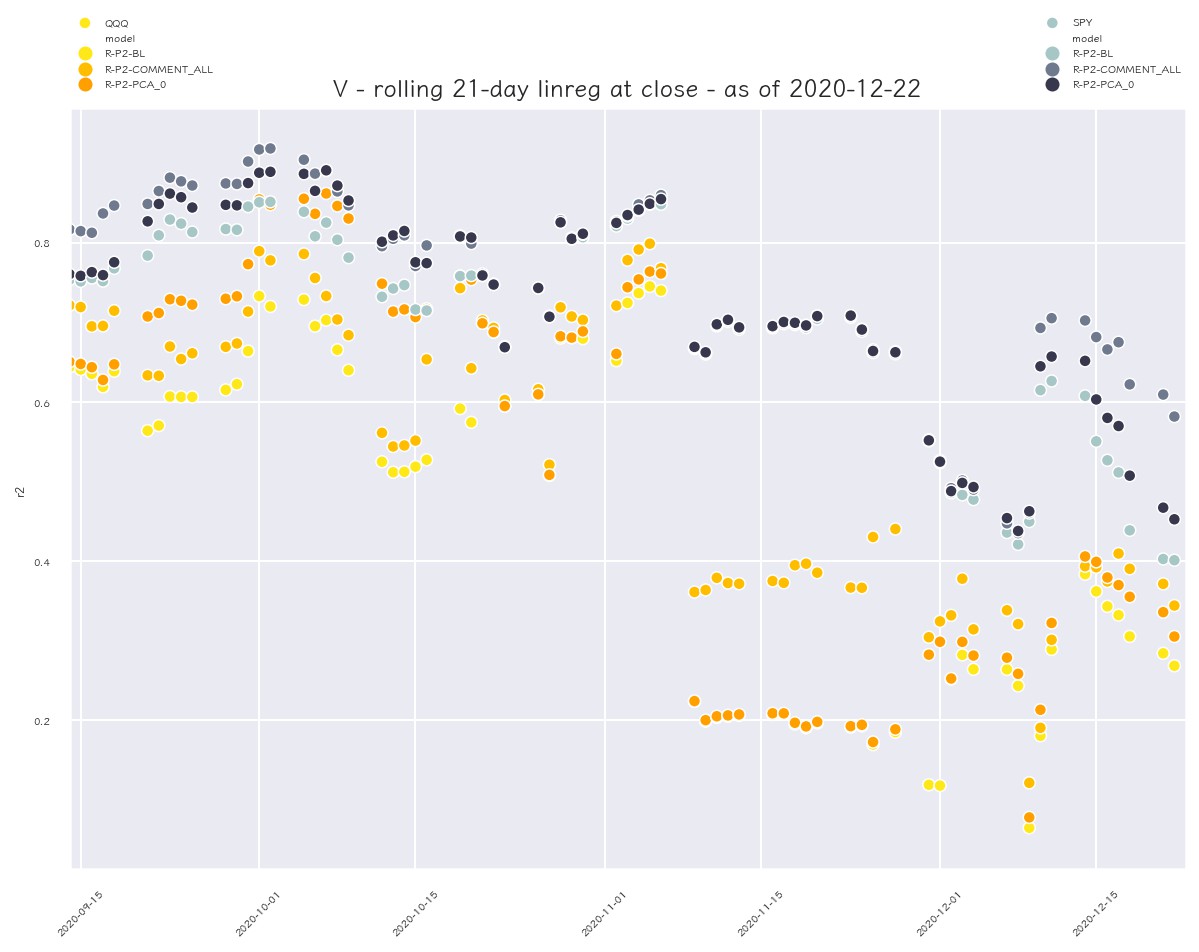 QQQ
model
R-P2-BL
R-P2-COMMENT_ALL
R-P2-PCA_0
SPY
model
R-P2-BL
R-P2-COMMENT_ALL
R-P2-PCA_0
V - rolling 21-day linreg at close - as of 2020-12-22
0.8
0.6
0.4
0.2
r2
2020-09-15
2020-10-01
2020-10-15
2020-11-01
2020-11-15
2020-12-01
2020-12-15